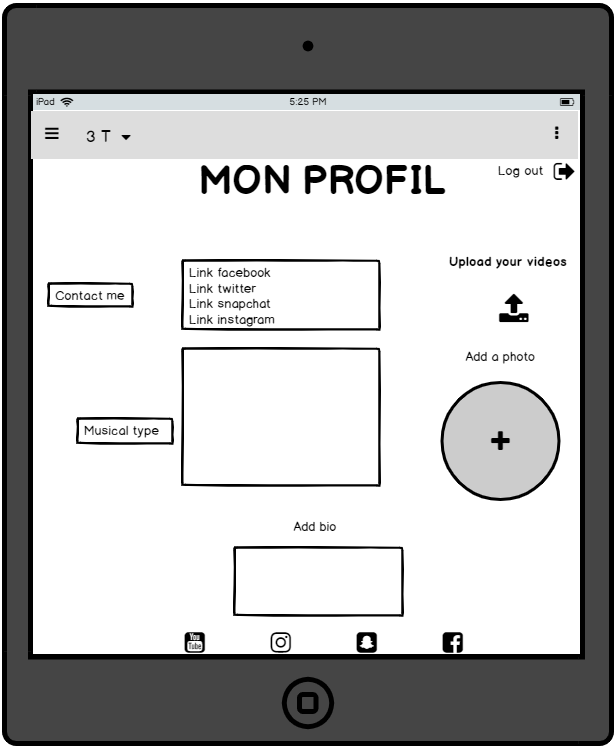 iPad
5:25 PM
3 T
MON PROFIL
Log out
Upload your videos
Link facebook
Link twitter
Link snapchat
Link instagram
Contact me
Add a photo
Musical type
Add bio
You
Tube